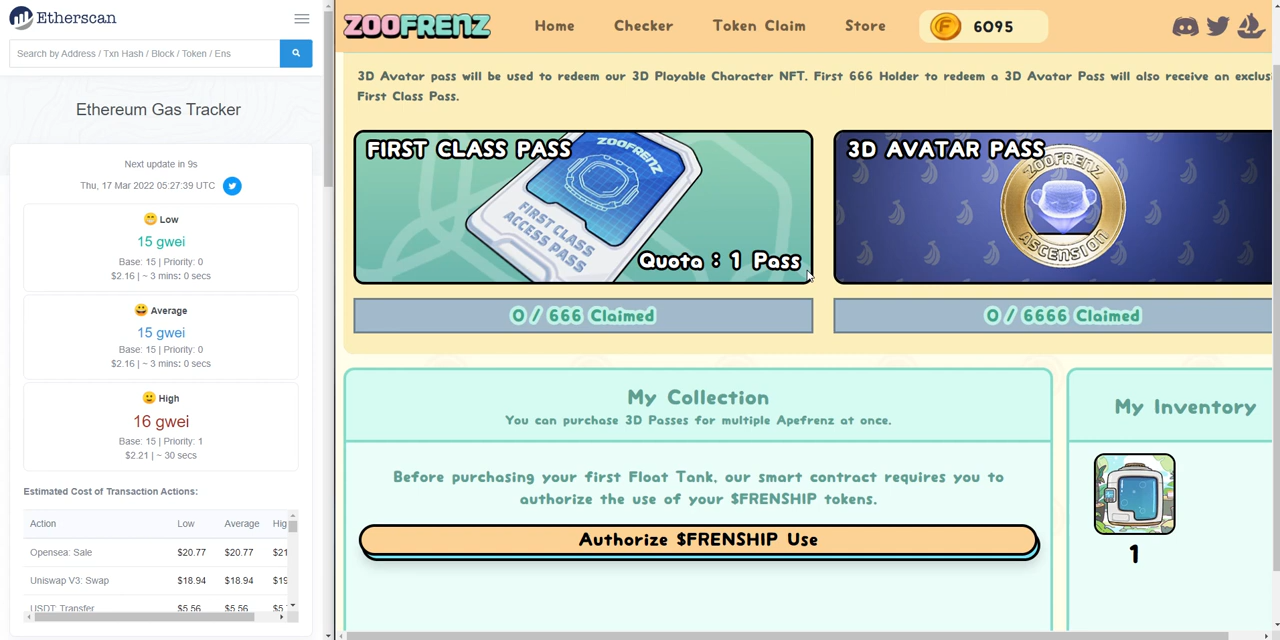 Etherscan
Search by Address / Txn Hash / Block / Token / Ens
Ethereum Gas Tracker
Next update in 9s
Thu, 17 Mar 2022 05:27:39 UTC
Low
15 gwei
Base: 15 | Priority: 0
$2.16 | ~ 3 mins: 0 secs
Average
15 gwei
Base: 15 | Priority: 0
$2.16 | ~ 3 mins: 0 secs
High
16 gwei
Base: 15 | Priority: 1
$2.21 | ~ 30 secs
Estimated Cost of Transaction Actions:
Action Low Average Hig
Opensea: Sale $20.77 $20.77 $21
Uniswap V3: Swap $18.94 $18.94 $19
USDT: Transfer $5.56 $5.56 $5
ZOOFRENZ Home Checker Token Claim Store F 6095
3D Avatar pass will be used to redeem our 3D Playable Character NFT. First 666 Holder to redeem a 3D Avatar Pass will also receive an exclusi
First Class Pass.
FIRST CLASS PASS
ZOOFRENZ
FIRST CLASS
ACCESS PASS
Quota : 1 Pass
0 / 666 Claimed
3D AVATAR PASS
ZOOFRENZ
ASCENSION
0 / 6666 Claimed
My Collection
You can purchase 3D Passes for multiple Apefrenz at once.
Before purchasing your first Float Tank, our smart contract requires you to
authorize the use of your $FRENSHIP tokens.
Authorize $FRENSHIP Use
My Inventory
1